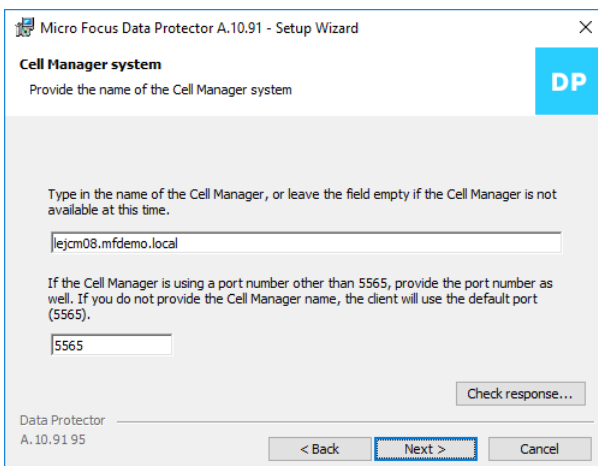 Micro Focus Data Protector A.10.91 - Setup Wizard
Cell Manager system
Provide the name of the Cell Manager system
DP
Type in the name of the Cell Manager, or leave the field empty if the Cell Manager is not
available at this time.
lejcm08.mfdemo.local
If the Cell Manager is using a port number other than 5565, provide the port number as
well. If you do not provide the Cell Manager name, the client will use the default port
(5565).
5565
Check response...
Data Protector
A.10.91 95
< Back Next > Cancel